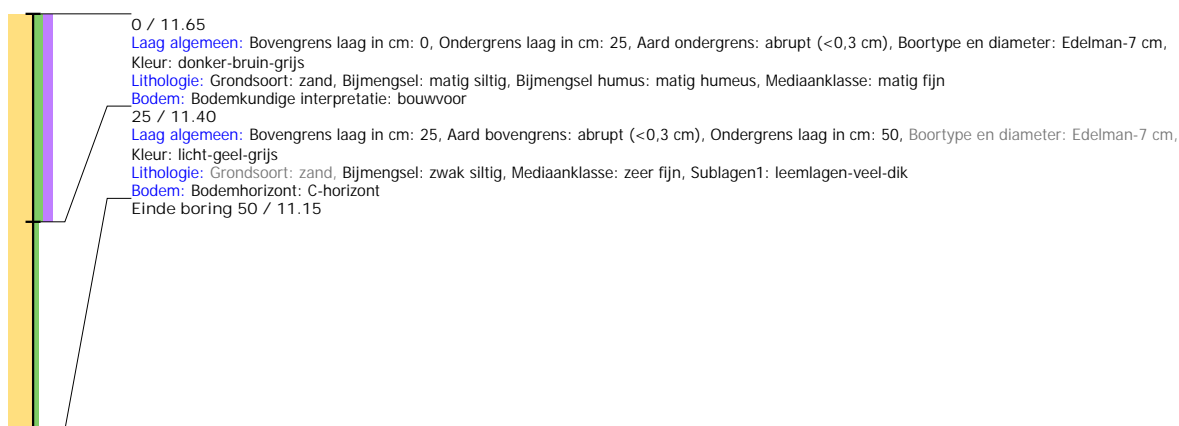 0 / 11.65
Laag algemeen: Bovengrens laag in cm: 0, Ondergrens laag in cm: 25, Aard ondergrens: abrupt (<0,3 cm), Boortype en diameter: Edelman-7 cm,
Kleur: donker-bruin-grijs
Lithologie: Grondsoort: zand, Bijmengsel: matig siltig, Bijmengsel humus: matig humeus, Mediaanklasse: matig fijn
Bodem: Bodemkundige interpretatie: bouwvoor
25 / 11.40
Laag algemeen: Bovengrens laag in cm: 25, Aard bovengrens: abrupt (<0,3 cm), Ondergrens laag in cm: 50, Boortype en diameter: Edelman-7 cm,
Kleur: licht-geel-grijs
Lithologie: Grondsoort: zand, Bijmengsel: zwak siltig, Mediaanklasse: zeer fijn, Sublagen1: leemlagen-veel-dik
Bodem: Bodemhorizont: C-horizont
Einde boring 50 / 11.15